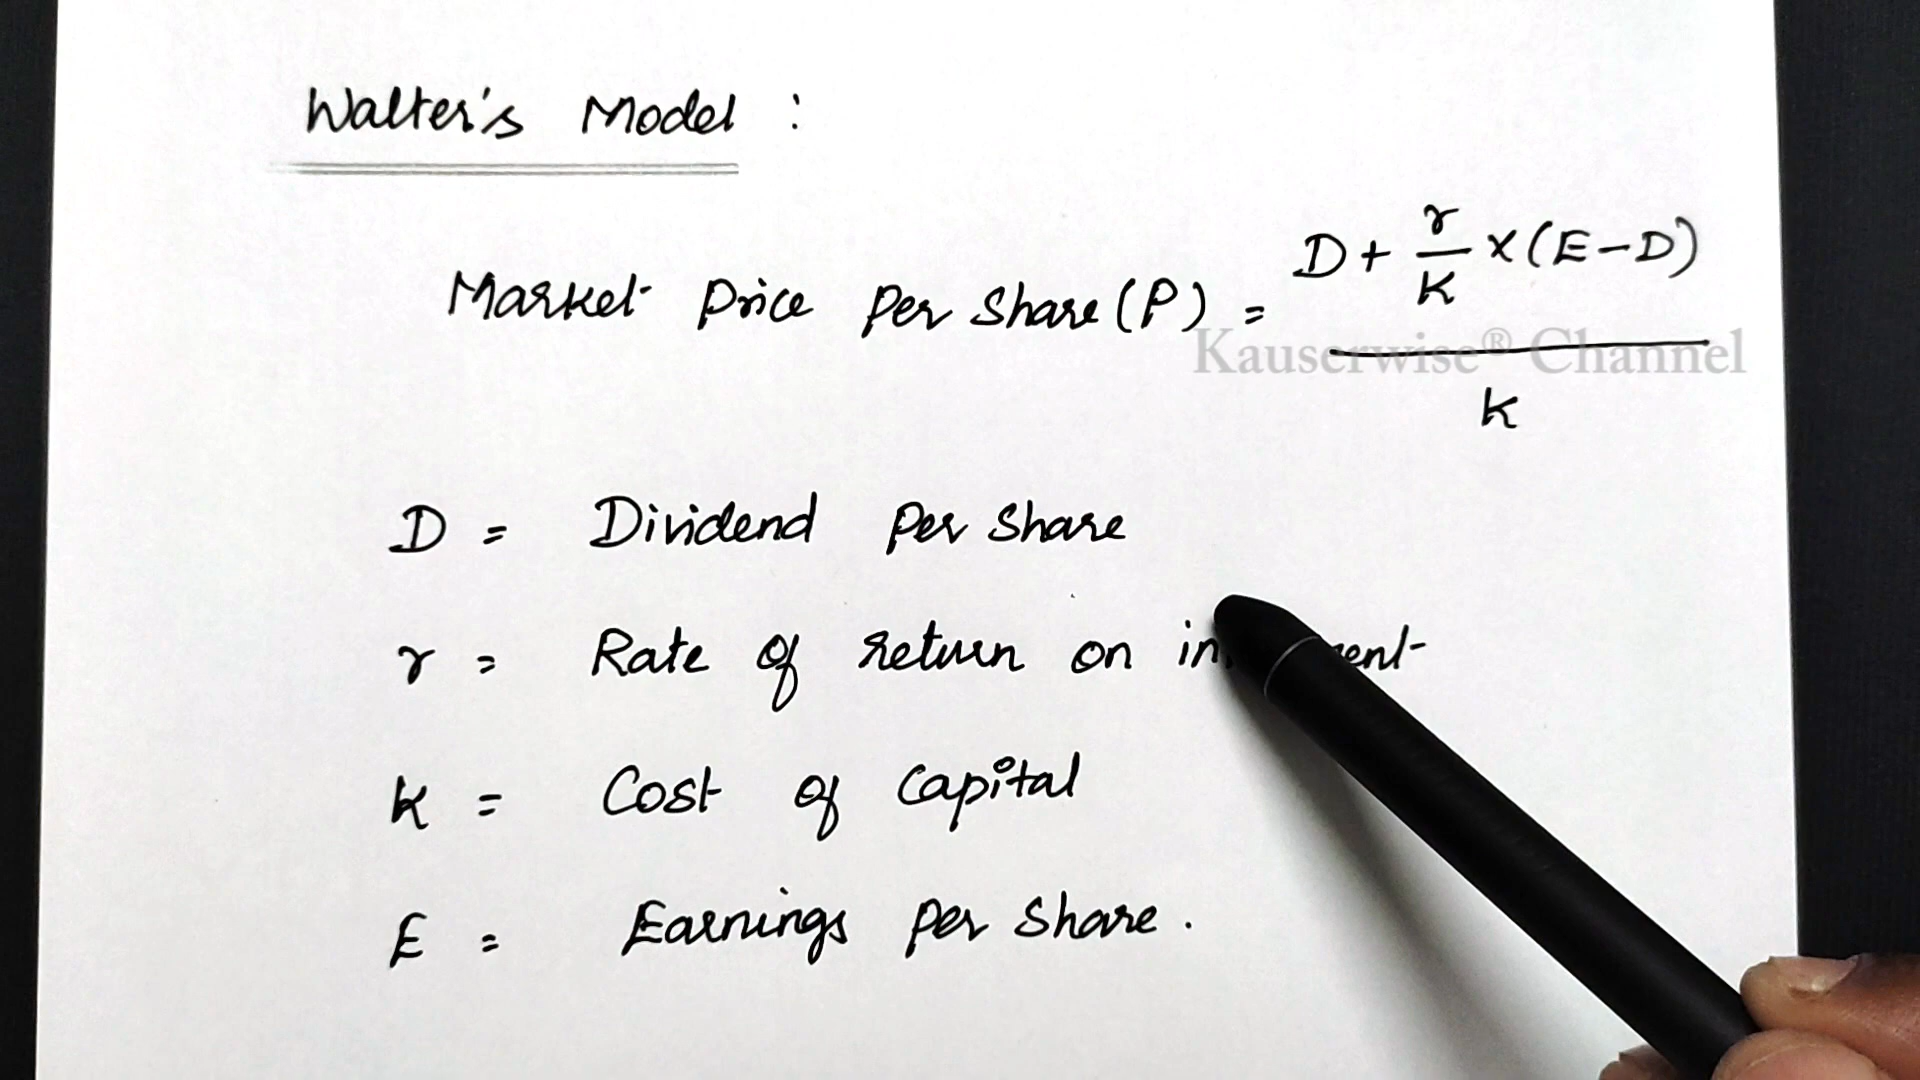 Walter's Model :
Market Price Per Share (P) = D + r/K × (E – D) / K
Kauserwise® Channel
D = Dividend Per Share
r = Rate of return on
K = Cost of Capital
E = Earnings Per Share.